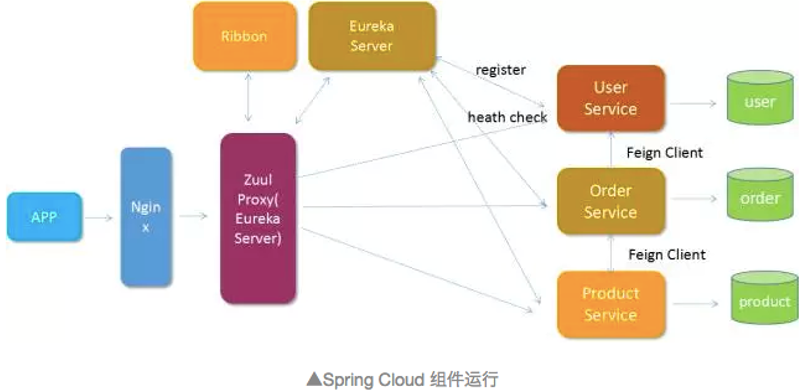 Ribbon
Eureka
Server
register
User
Service
user
heath check
Feign Client
Zuul
Proxy(
Eureka
Server)
Ngin
x
APP
Order
Service
order
Feign Client
Product
Service
product
▲Spring Cloud 组件运行